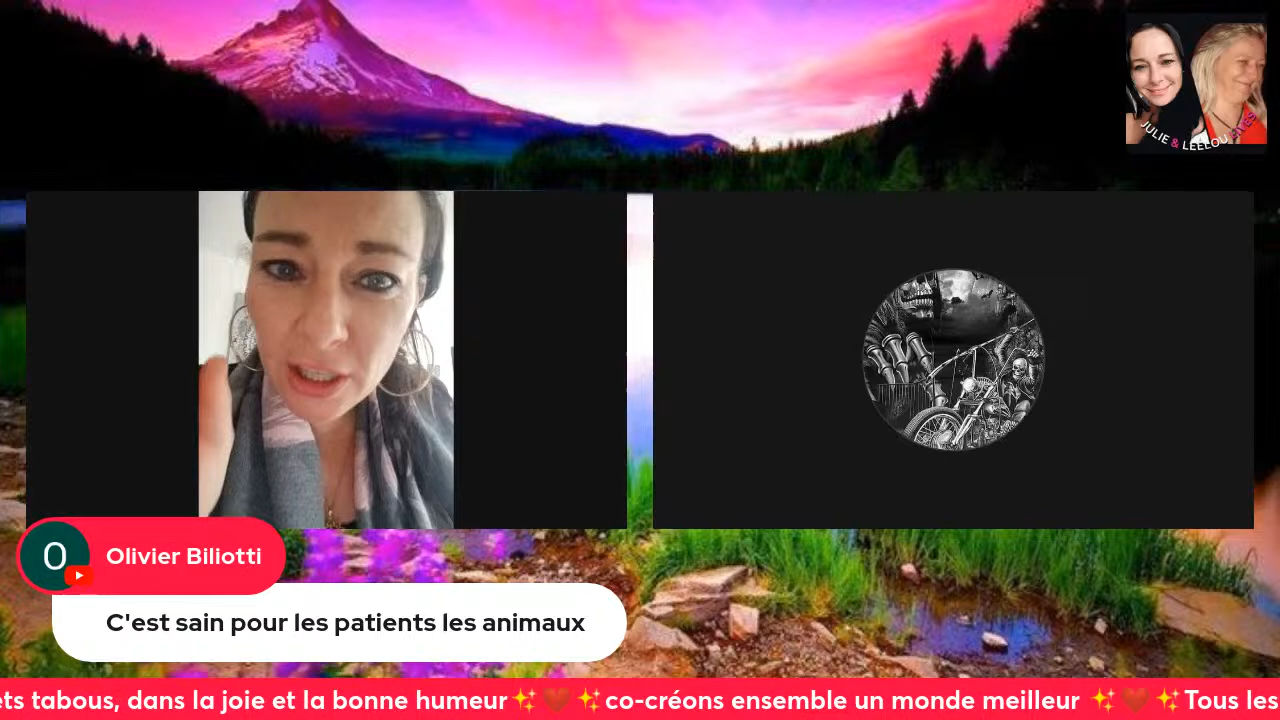 JULIE & LEELOU LIVES
O
Olivier Biliotti
C'est sain pour les patients les animaux
ets tabous, dans la joie et la bonne humeur✨❤️✨co-créons ensemble un monde meilleur ✨❤️✨Tous les